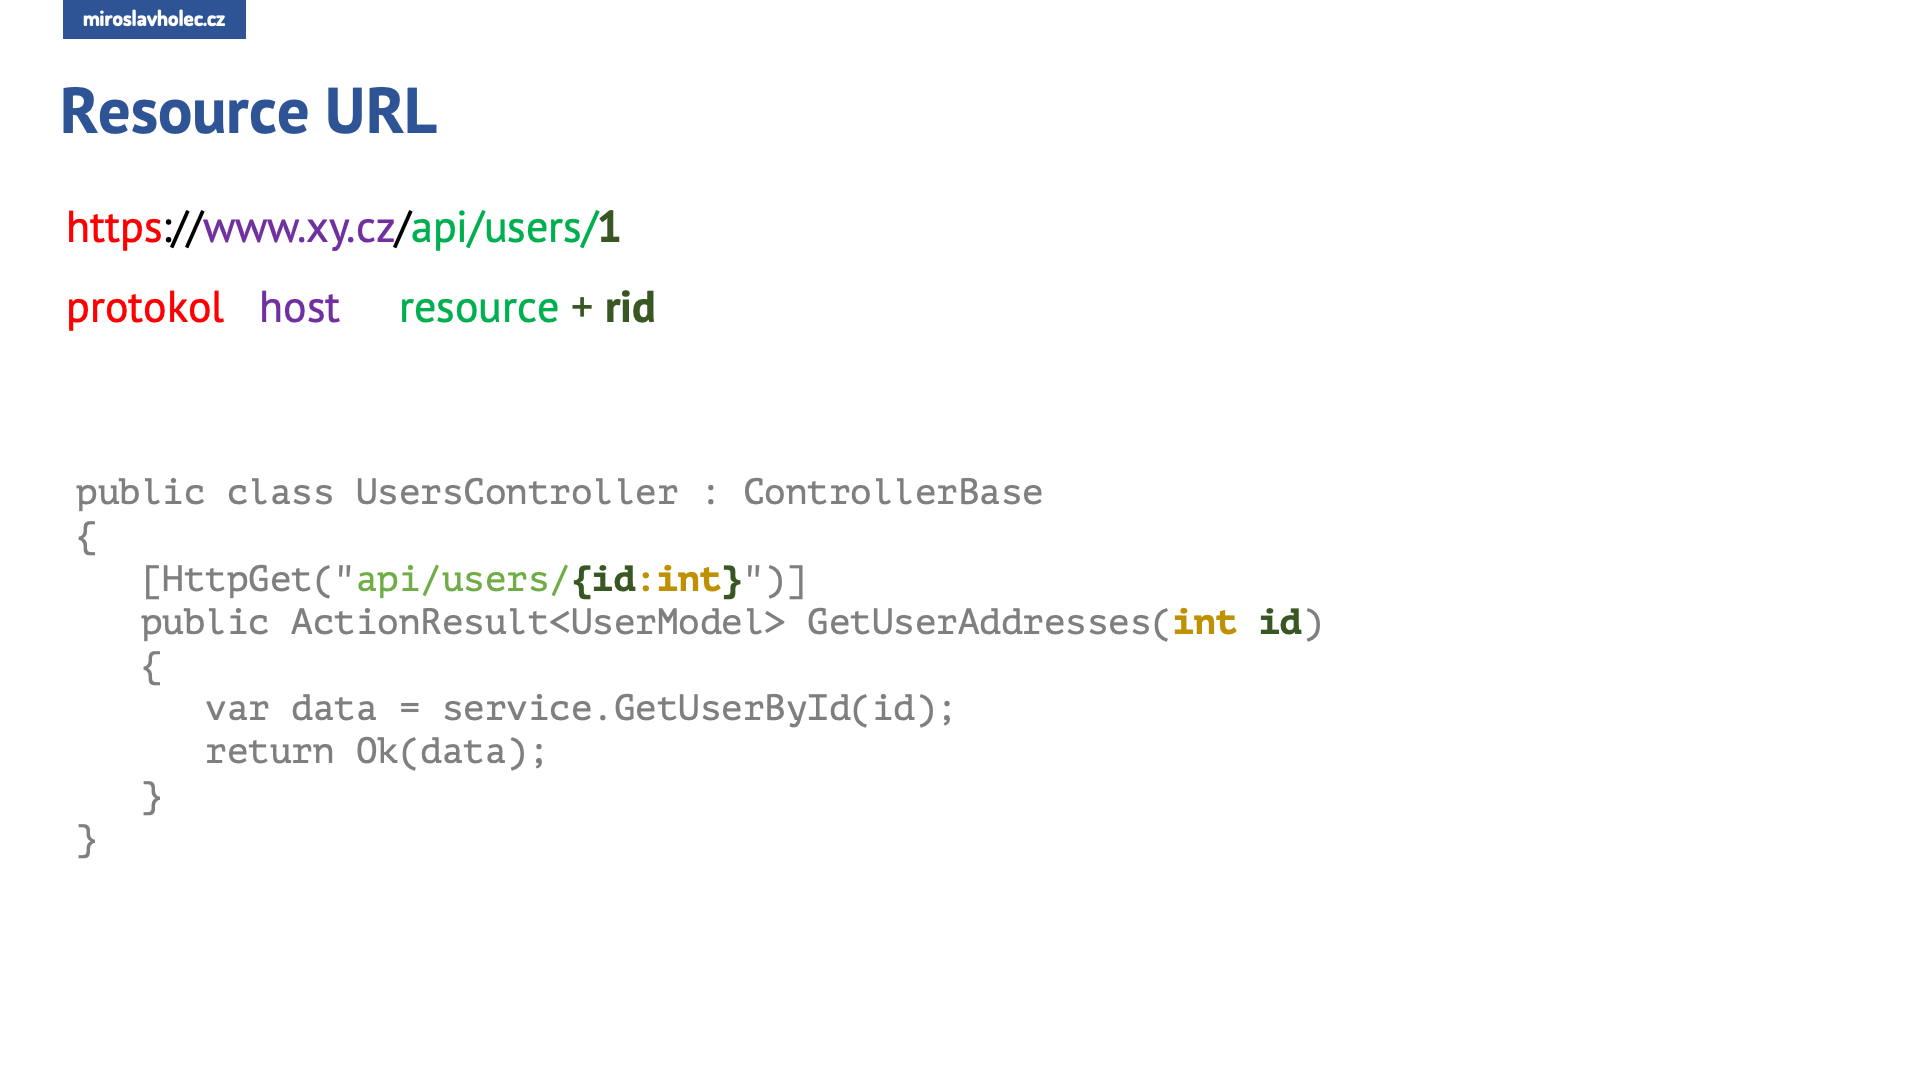 miroslavholec.cz
Resource URL
https://www.xy.cz/api/users/1
protokol host resource + rid
public class UsersController : ControllerBase
{
[HttpGet("api/users/{id:int}")]
public ActionResult<UserModel> GetUserAddresses(int id)
{
var data = service.GetUserById(id);
return Ok(data);
}
}